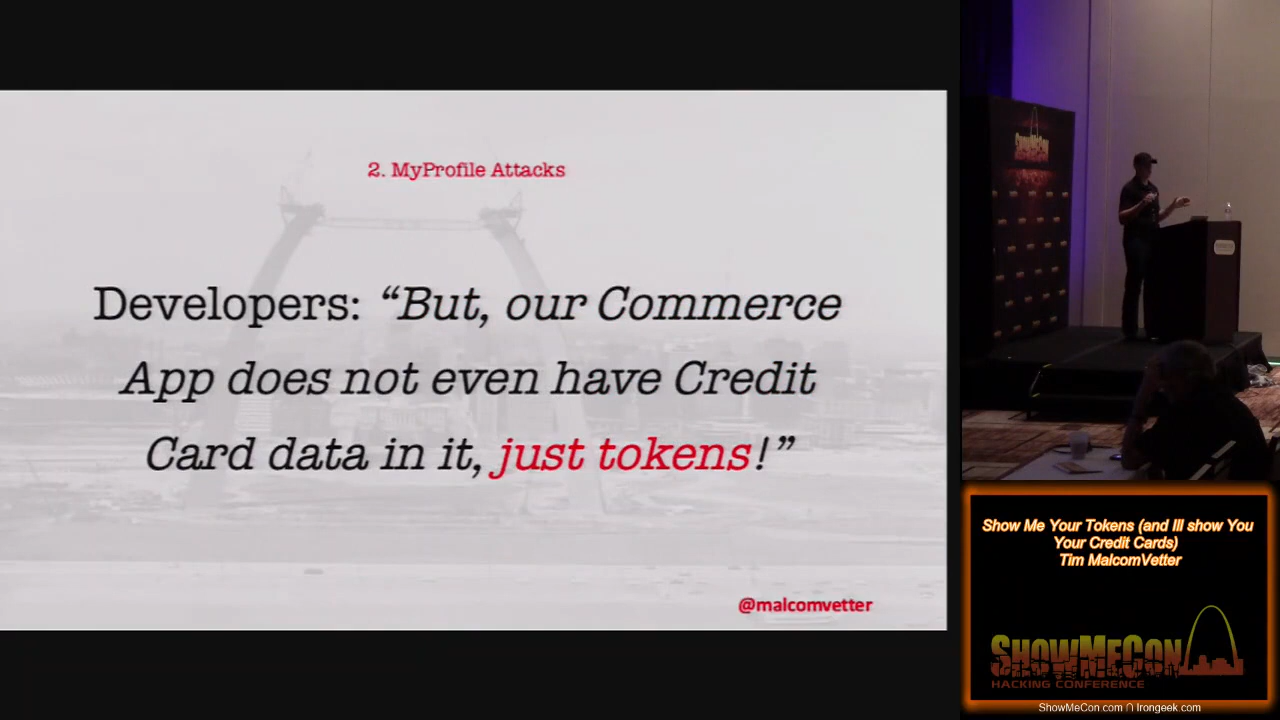 2. MyProfile Attacks
Developers: “But, our Commerce
App does not even have Credit
Card data in it, just tokens!”
@malcomvetter
SHOWMECON
Show Me Your Tokens (and Ill show You
Your Credit Cards)
Tim MalcomVetter
SHOWMECON
HACKING CONFERENCE
ShowMeCon.com ∩ Irongeek.com